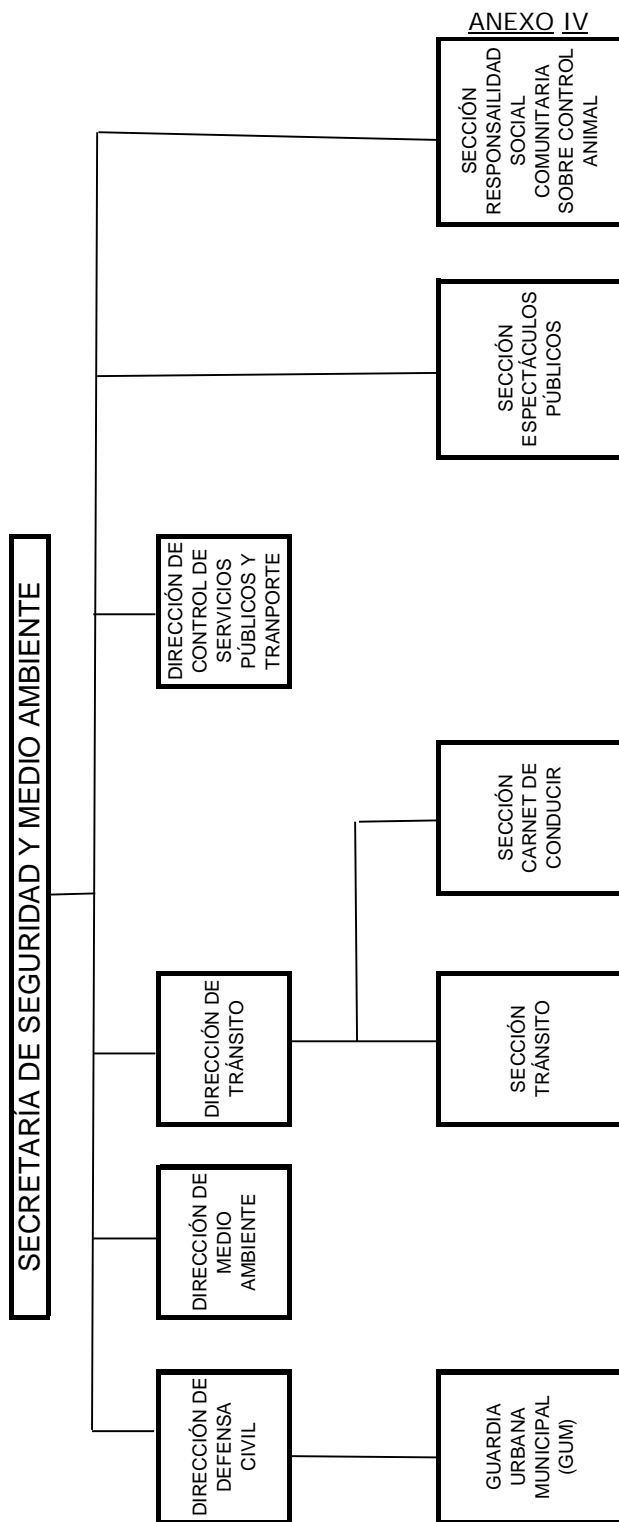 ANEXO IV
SECRETARÍA DE SEGURIDAD Y MEDIO AMBIENTE
DIRECCIÓN DE
DEFENSA
CIVIL
DIRECCIÓN DE
MEDIO
AMBIENTE
DIRECCIÓN DE
TRÁNSITO
DIRECCIÓN DE
CONTROL DE
SERVICIOS
PÚBLICOS Y
TRANPORTE
GUARDIA
URBANA
MUNICIPAL
(GUM)
SECCIÓN
TRÁNSITO
SECCIÓN
CARNET DE
CONDUCIR
SECCIÓN
ESPECTÁCULOS
PÚBLICOS
SECCIÓN
RESPONSAILIDAD
SOCIAL
COMUNITARIA
SOBRE CONTROL
ANIMAL